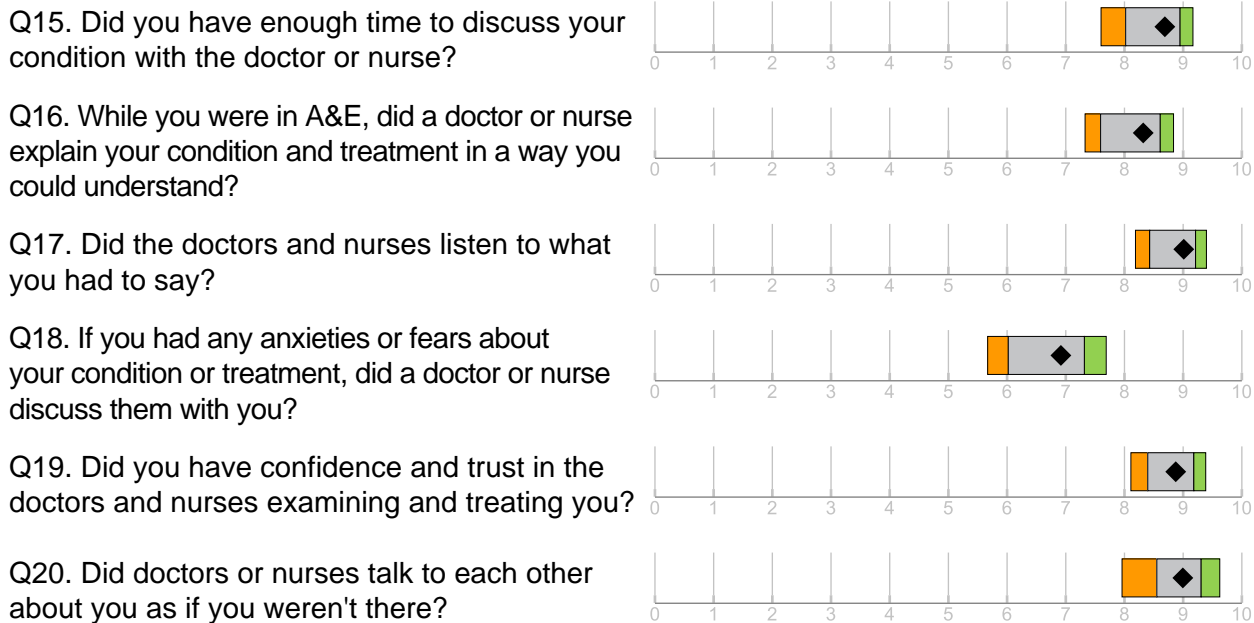 Q15. Did you have enough time to discuss your
condition with the doctor or nurse?
0 1 2 3 4 5 6 7 8 9 10
Q16. While you were in A&E, did a doctor or nurse
explain your condition and treatment in a way you
could understand?
0 1 2 3 4 5 6 7 8 9 10
Q17. Did the doctors and nurses listen to what
you had to say?
0 1 2 3 4 5 6 7 8 9 10
Q18. If you had any anxieties or fears about
your condition or treatment, did a doctor or nurse
discuss them with you?
0 1 2 3 4 5 6 7 8 9 10
Q19. Did you have confidence and trust in the
doctors and nurses examining and treating you?
0 1 2 3 4 5 6 7 8 9 10
Q20. Did doctors or nurses talk to each other
about you as if you weren't there?
0 1 2 3 4 5 6 7 8 9 10